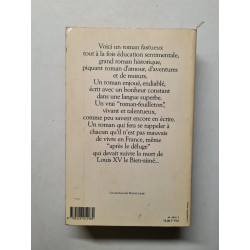 Voici un roman fastueux
tout à la fois éducation sentimentale,
grand roman historique,
piquant roman d'amour, d'aventures
et de mœurs.
Un roman enjoué, endiablé,
écrit avec un bonheur constant
dans une langue superbe.
Un vrai "roman-feuilleton",
vivant et talentueux,
comme peu savent encore en écrire.
Un roman qui fera se rappeler à
chacun qu'il n'est pas mauvais
de vivre en France, même
"après le déluge"
qui devait suivre la mort de
Louis XV le Bien-aimé...